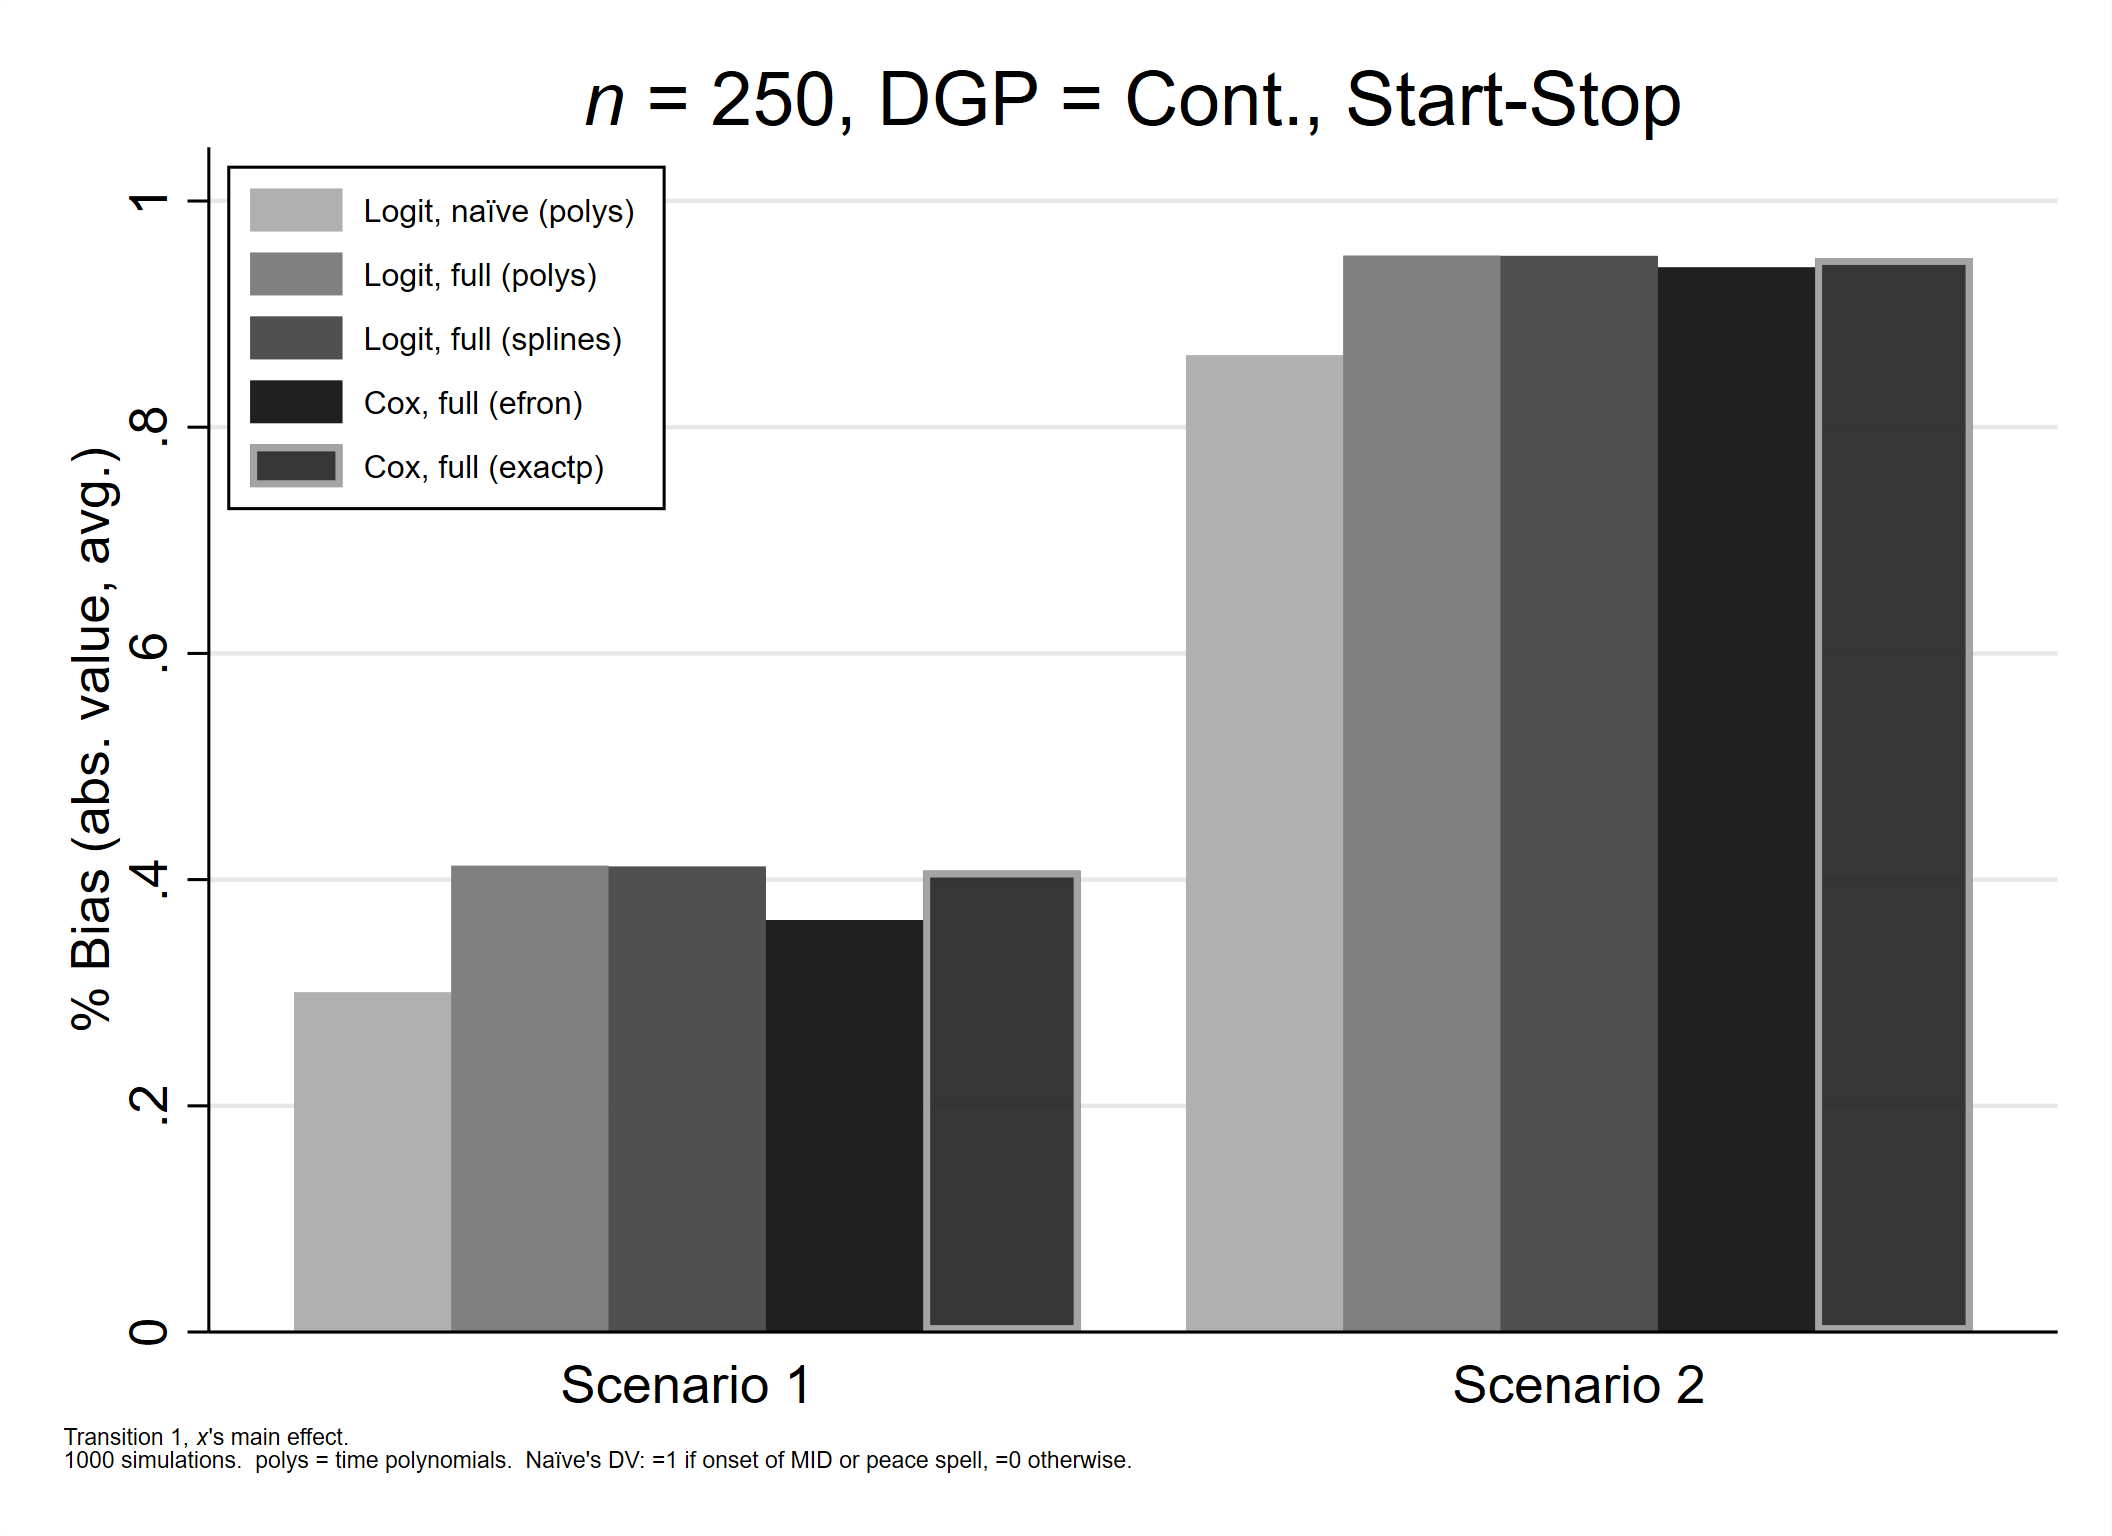 n = 250, DGP = Cont., Start-Stop
Logit, naïve (polys)
Logit, full (polys)
Logit, full (splines)
Cox, full (efron)
Cox, full (exactp)
% Bias (abs. value, avg.)
1
.8
.6
.4
.2
0
Scenario 1
Scenario 2
Transition 1, x's main effect.
1000 simulations.  polys = time polynomials.  Naïve's DV: =1 if onset of MID or peace spell, =0 otherwise.